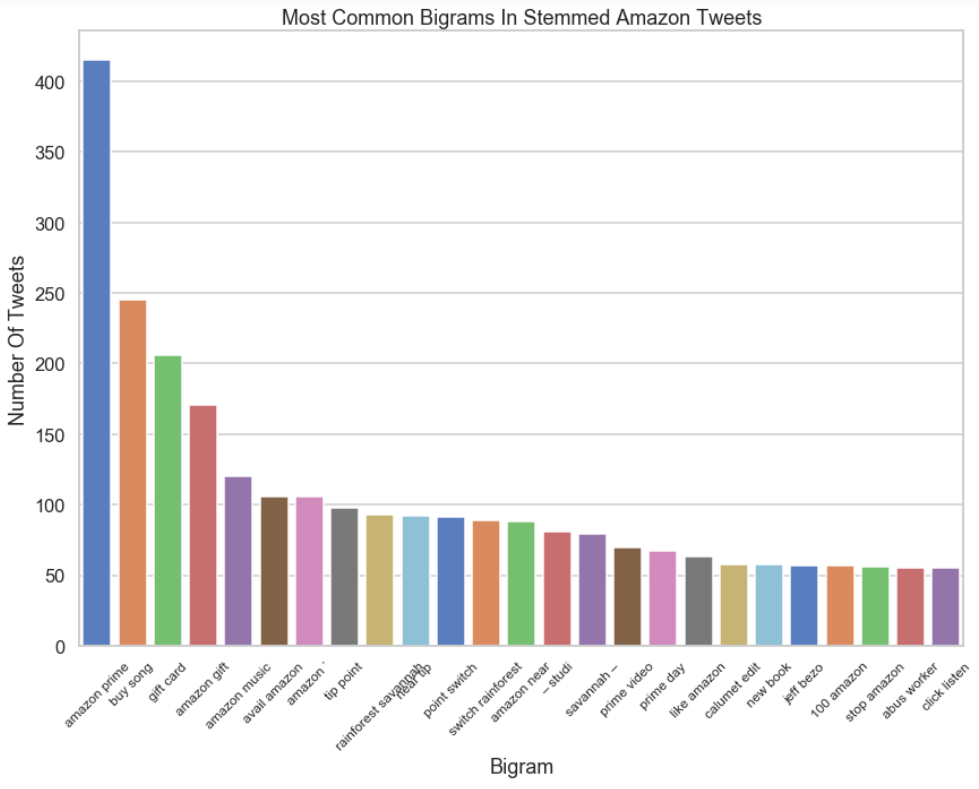 Most Common Bigrams In Stemmed Amazon Tweets
Number Of Tweets
400
350
300
250
200
150
100
50
0
amazon prime
buy song
gift card
amazon gift
amazon music
avail amazon
amazon '
tip point
rainforest savannah
near tip
point switch
switch rainforest
amazon near
– studi
savannah –
prime video
prime day
like amazon
calumet edit
new book
jeff bezo
100 amazon
stop amazon
abus worker
click listen
Bigram